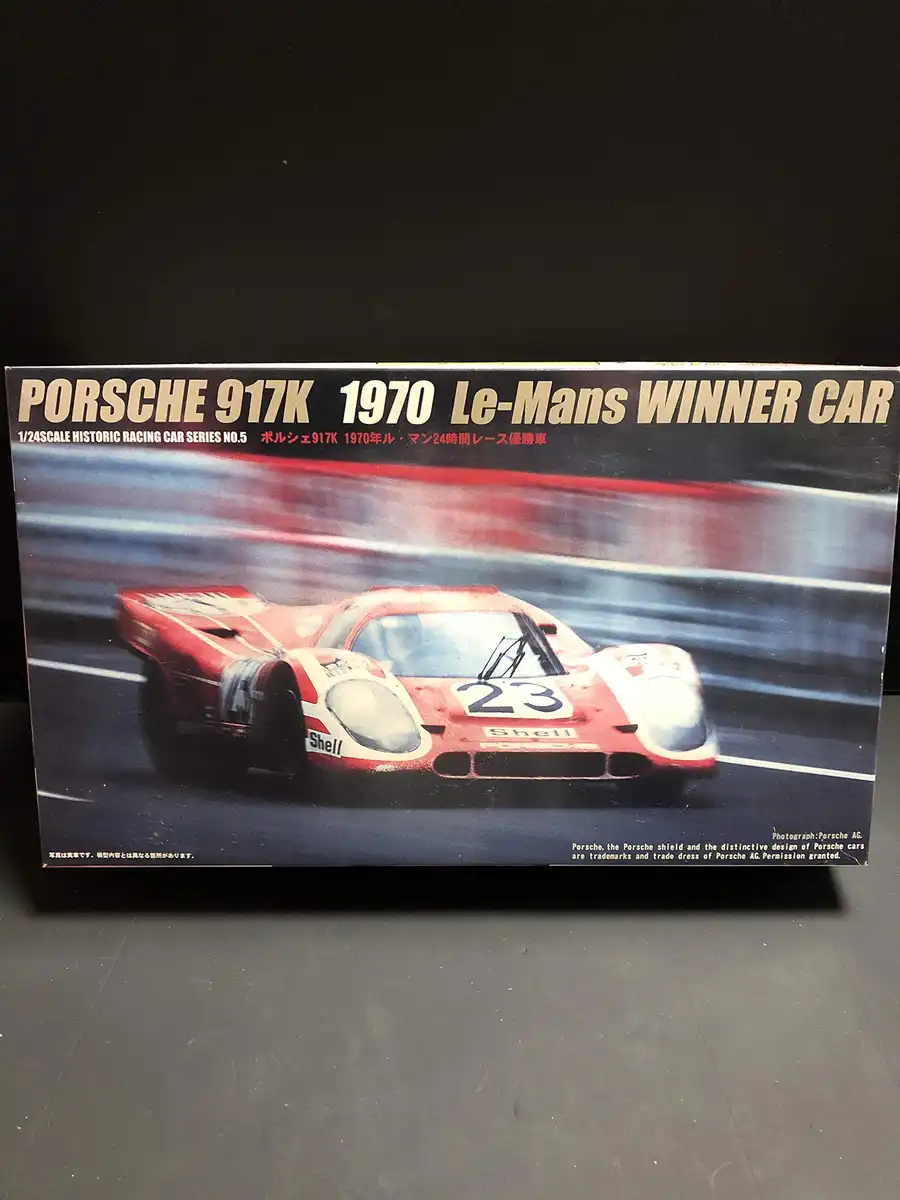 PORSCHE 917K 1970 Le-Mans WINNER CAR
1/24SCALE HISTORIC RACING CAR SERIES NO.5 ポルシェ917K 1970年ル・マン24時間レース優勝車
23
Shell
Shell
PORSCHE
23
Photograph:Porsche AG.
Porsche, the Porsche shield and the distinctive design of Porsche cars
are trademarks and trade dress of Porsche AG. Permission granted.
写真は実車です。模型内容とは異なる箇所があります。